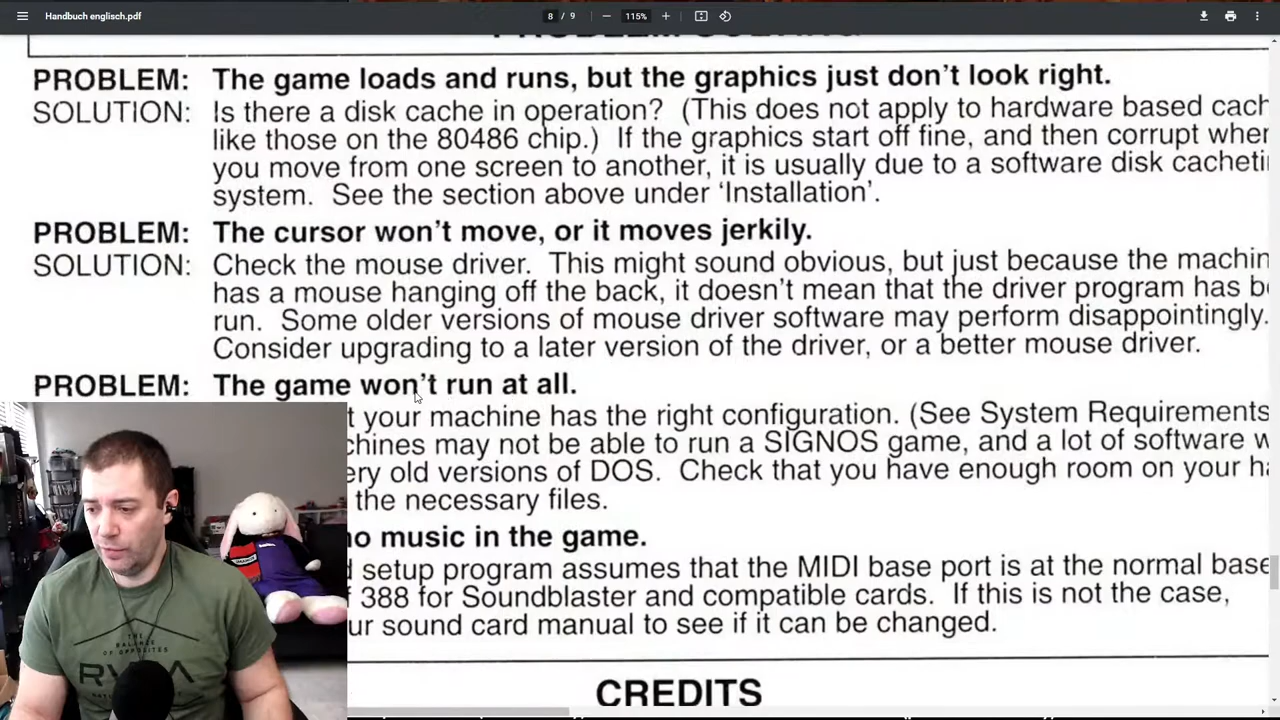 Handbuch englisch.pdf
8 / 9
115%
PROBLEM SOLVING
PROBLEM: The game loads and runs, but the graphics just don't look right.
SOLUTION: Is there a disk cache in operation? (This does not apply to hardware based cach
like those on the 80486 chip.) If the graphics start off fine, and then corrupt wher
you move from one screen to another, it is usually due to a software disk cacheti
system. See the section above under 'Installation'.
PROBLEM: The cursor won't move, or it moves jerkily.
SOLUTION: Check the mouse driver. This might sound obvious, but just because the machin
has a mouse hanging off the back, it doesn't mean that the driver program has be
run. Some older versions of mouse driver software may perform disappointingly.
Consider upgrading to a later version of the driver, or a better mouse driver.
PROBLEM: The game won't run at all.
t your machine has the right configuration. (See System Requirements
chines may not be able to run a SIGNOS game, and a lot of software w
ery old versions of DOS. Check that you have enough room on your ha
the necessary files.
no music in the game.
d setup program assumes that the MIDI base port is at the normal base
f 388 for Soundblaster and compatible cards. If this is not the case,
ur sound card manual to see if it can be changed.
CREDITS
THE
BALANCE
OF OPPOSITES
RVCA